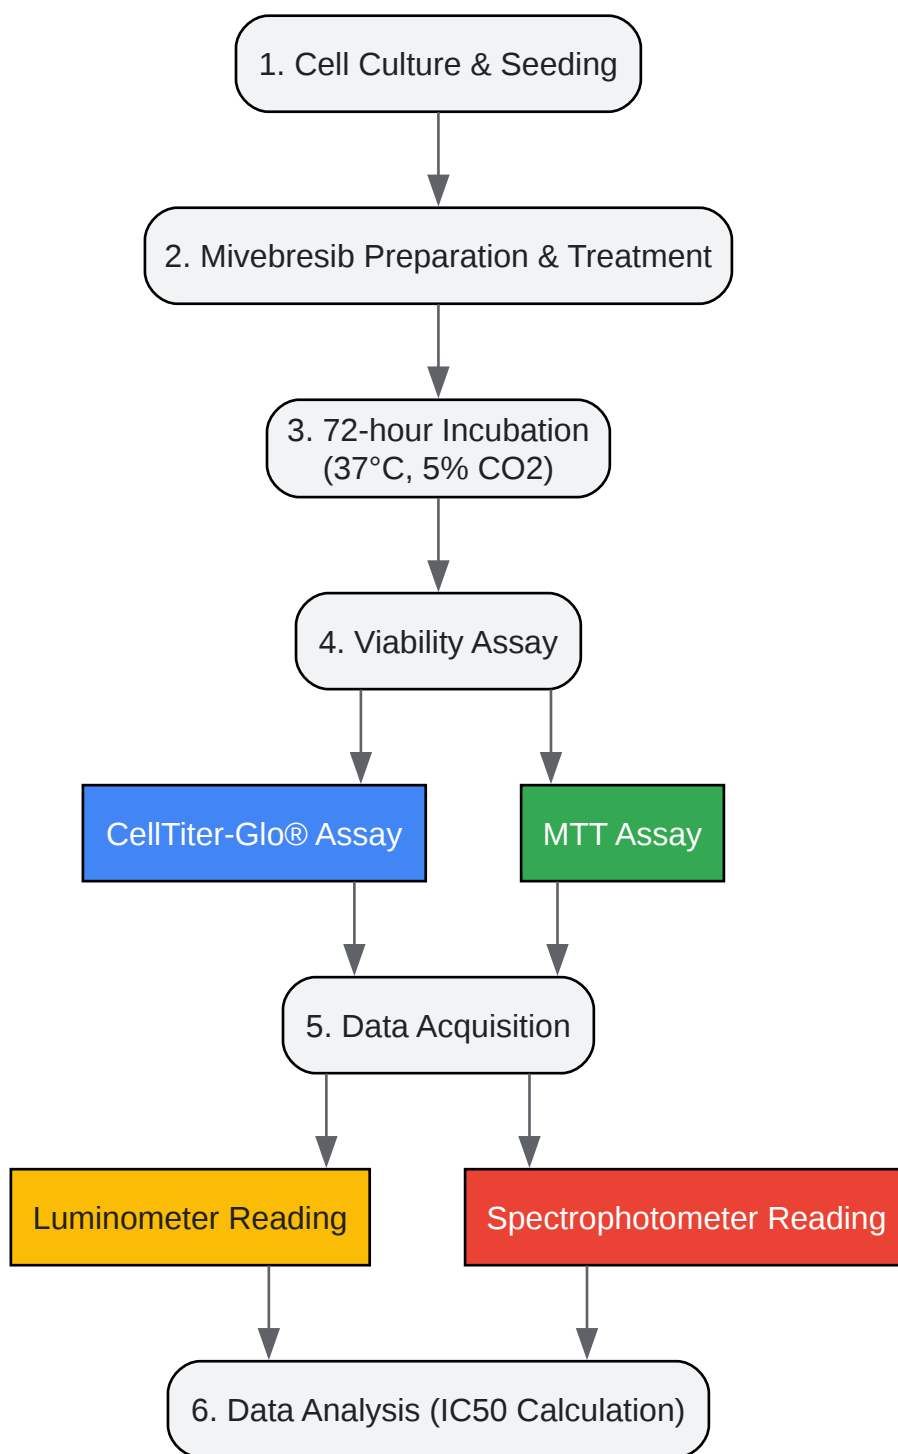 1. Cell Culture & Seeding
2. Mivebresib Preparation & Treatment
3. 72-hour Incubation
(37°C, 5% CO2)
4. Viability Assay
CellTiter-Glo® Assay
MTT Assay
5. Data Acquisition
Luminometer Reading
Spectrophotometer Reading
6. Data Analysis (IC50 Calculation)